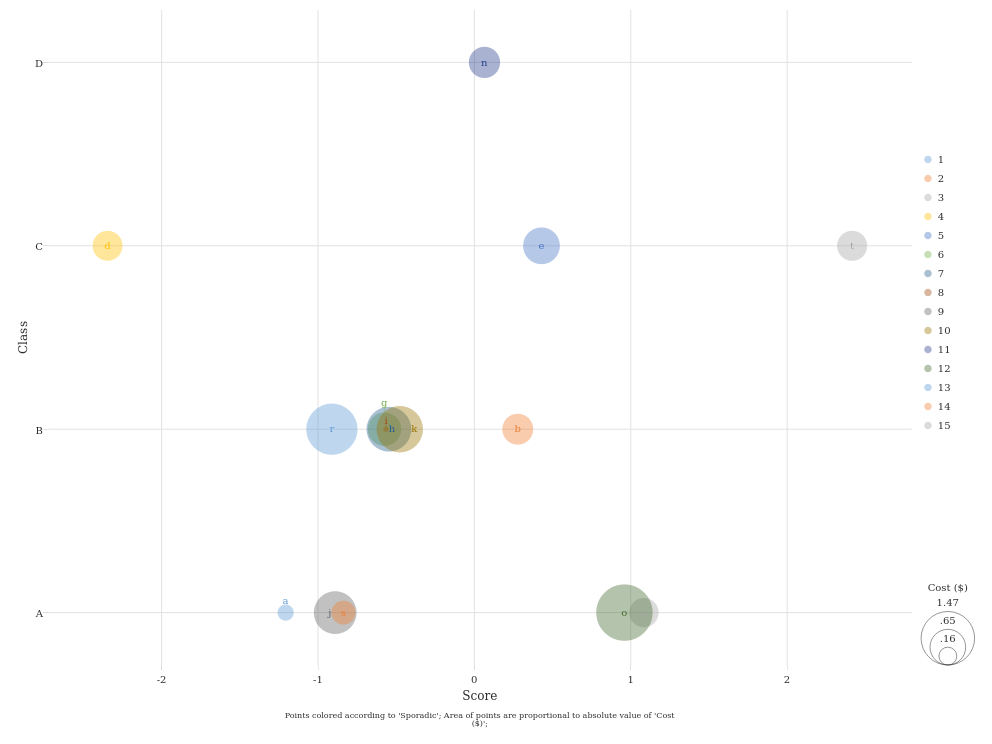 D
n
C
d
e
t
Class
g
B
r
i
h
k
b
A
a
j
s
o
-2
-1
0
1
2
Score
Points colored according to 'Sporadic'; Area of points are proportional to absolute value of 'Cost
($)';
1
2
3
4
5
6
7
8
9
10
11
12
13
14
15
Cost ($)
1.47
.65
.16